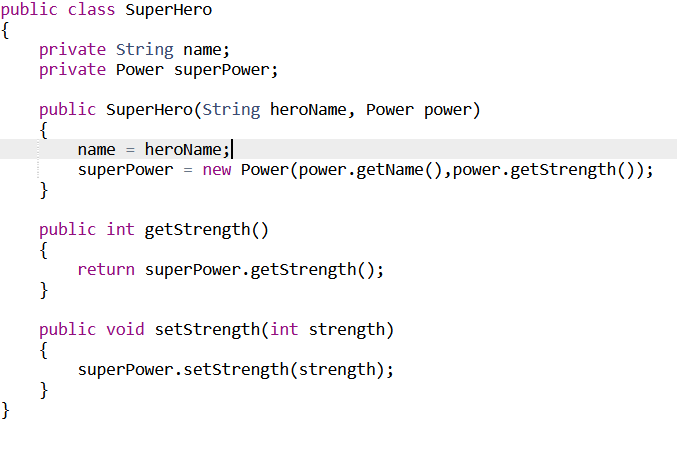 public class SuperHero
{
    private String name;
    private Power superPower;
    public SuperHero(String heroName, Power power)
    {
        name = heroName;
        superPower = new Power(power.getName(),power.getStrength());
    }
    public int getStrength()
    {
        return superPower.getStrength();
    }
    public void setStrength(int strength)
    {
        superPower.setStrength(strength);
    }
}